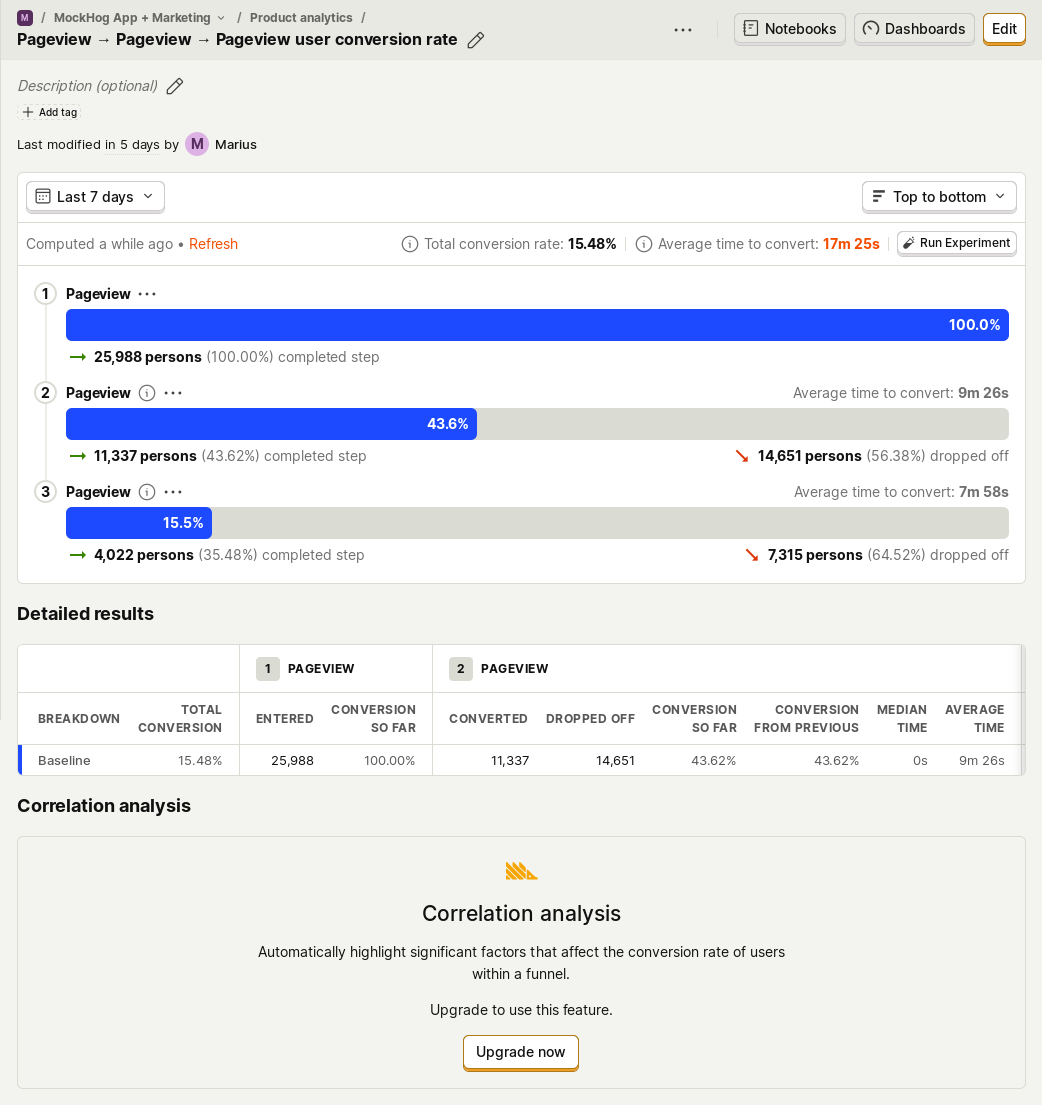 M / MockHog App + Marketing / Product analytics /
Pageview → Pageview → Pageview user conversion rate
Notebooks
Dashboards
Edit
Description (optional)
Add tag
Last modified in 5 days by M Marius
Last 7 days
Top to bottom
Computed a while ago • Refresh
Total conversion rate: 15.48%
Average time to convert: 17m 25s
Run Experiment
1 Pageview
100.0%
→ 25,988 persons (100.00%) completed step
2 Pageview
Average time to convert: 9m 26s
43.6%
→ 11,337 persons (43.62%) completed step
14,651 persons (56.38%) dropped off
3 Pageview
Average time to convert: 7m 58s
15.5%
→ 4,022 persons (35.48%) completed step
7,315 persons (64.52%) dropped off
Detailed results
1 PAGEVIEW
2 PAGEVIEW
BREAKDOWN
TOTAL
CONVERSION
ENTERED
CONVERSION
SO FAR
CONVERTED
DROPPED OFF
CONVERSION
SO FAR
CONVERSION
FROM PREVIOUS
MEDIAN
TIME
AVERAGE
TIME
Baseline 15.48% 25,988 100.00% 11,337 14,651 43.62% 43.62% 0s 9m 26s
Correlation analysis
Correlation analysis
Automatically highlight significant factors that affect the conversion rate of users
within a funnel.
Upgrade to use this feature.
Upgrade now